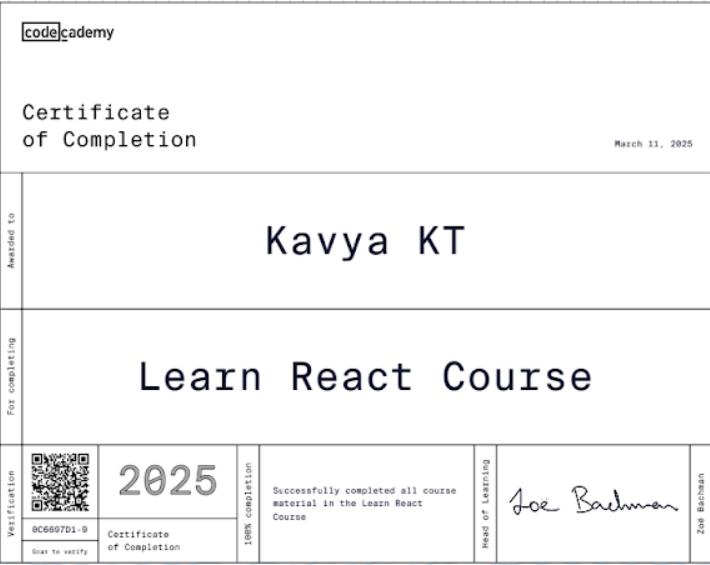 codecademy
Certificate
of Completion
March 11, 2025
Awarded to
Kavya KT
For completing
Learn React Course
Verification
0C6697D1-9
Scan to verify
2025
Certificate
of Completion
100% completion
Successfully completed all course
material in the Learn React
Course
Head of Learning
Zoë Bachman
Zoë Bachman